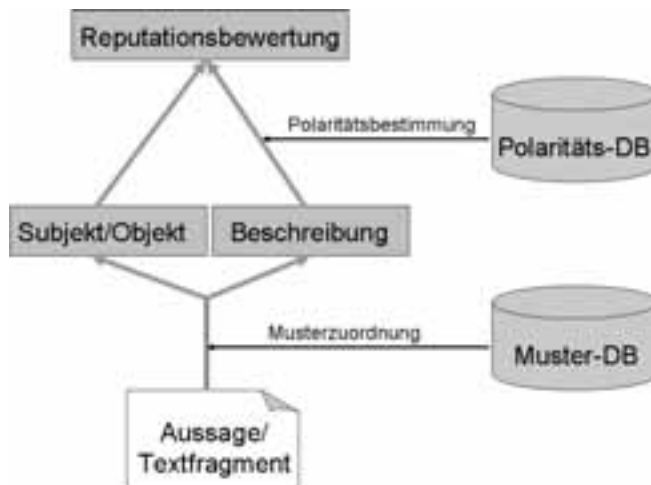 Reputationsbewertung
Polaritätsbestimmung
Polaritäts-DB
Subjekt/Objekt
Beschreibung
Musterzuordnung
Muster-DB
Aussage/
Textfragment